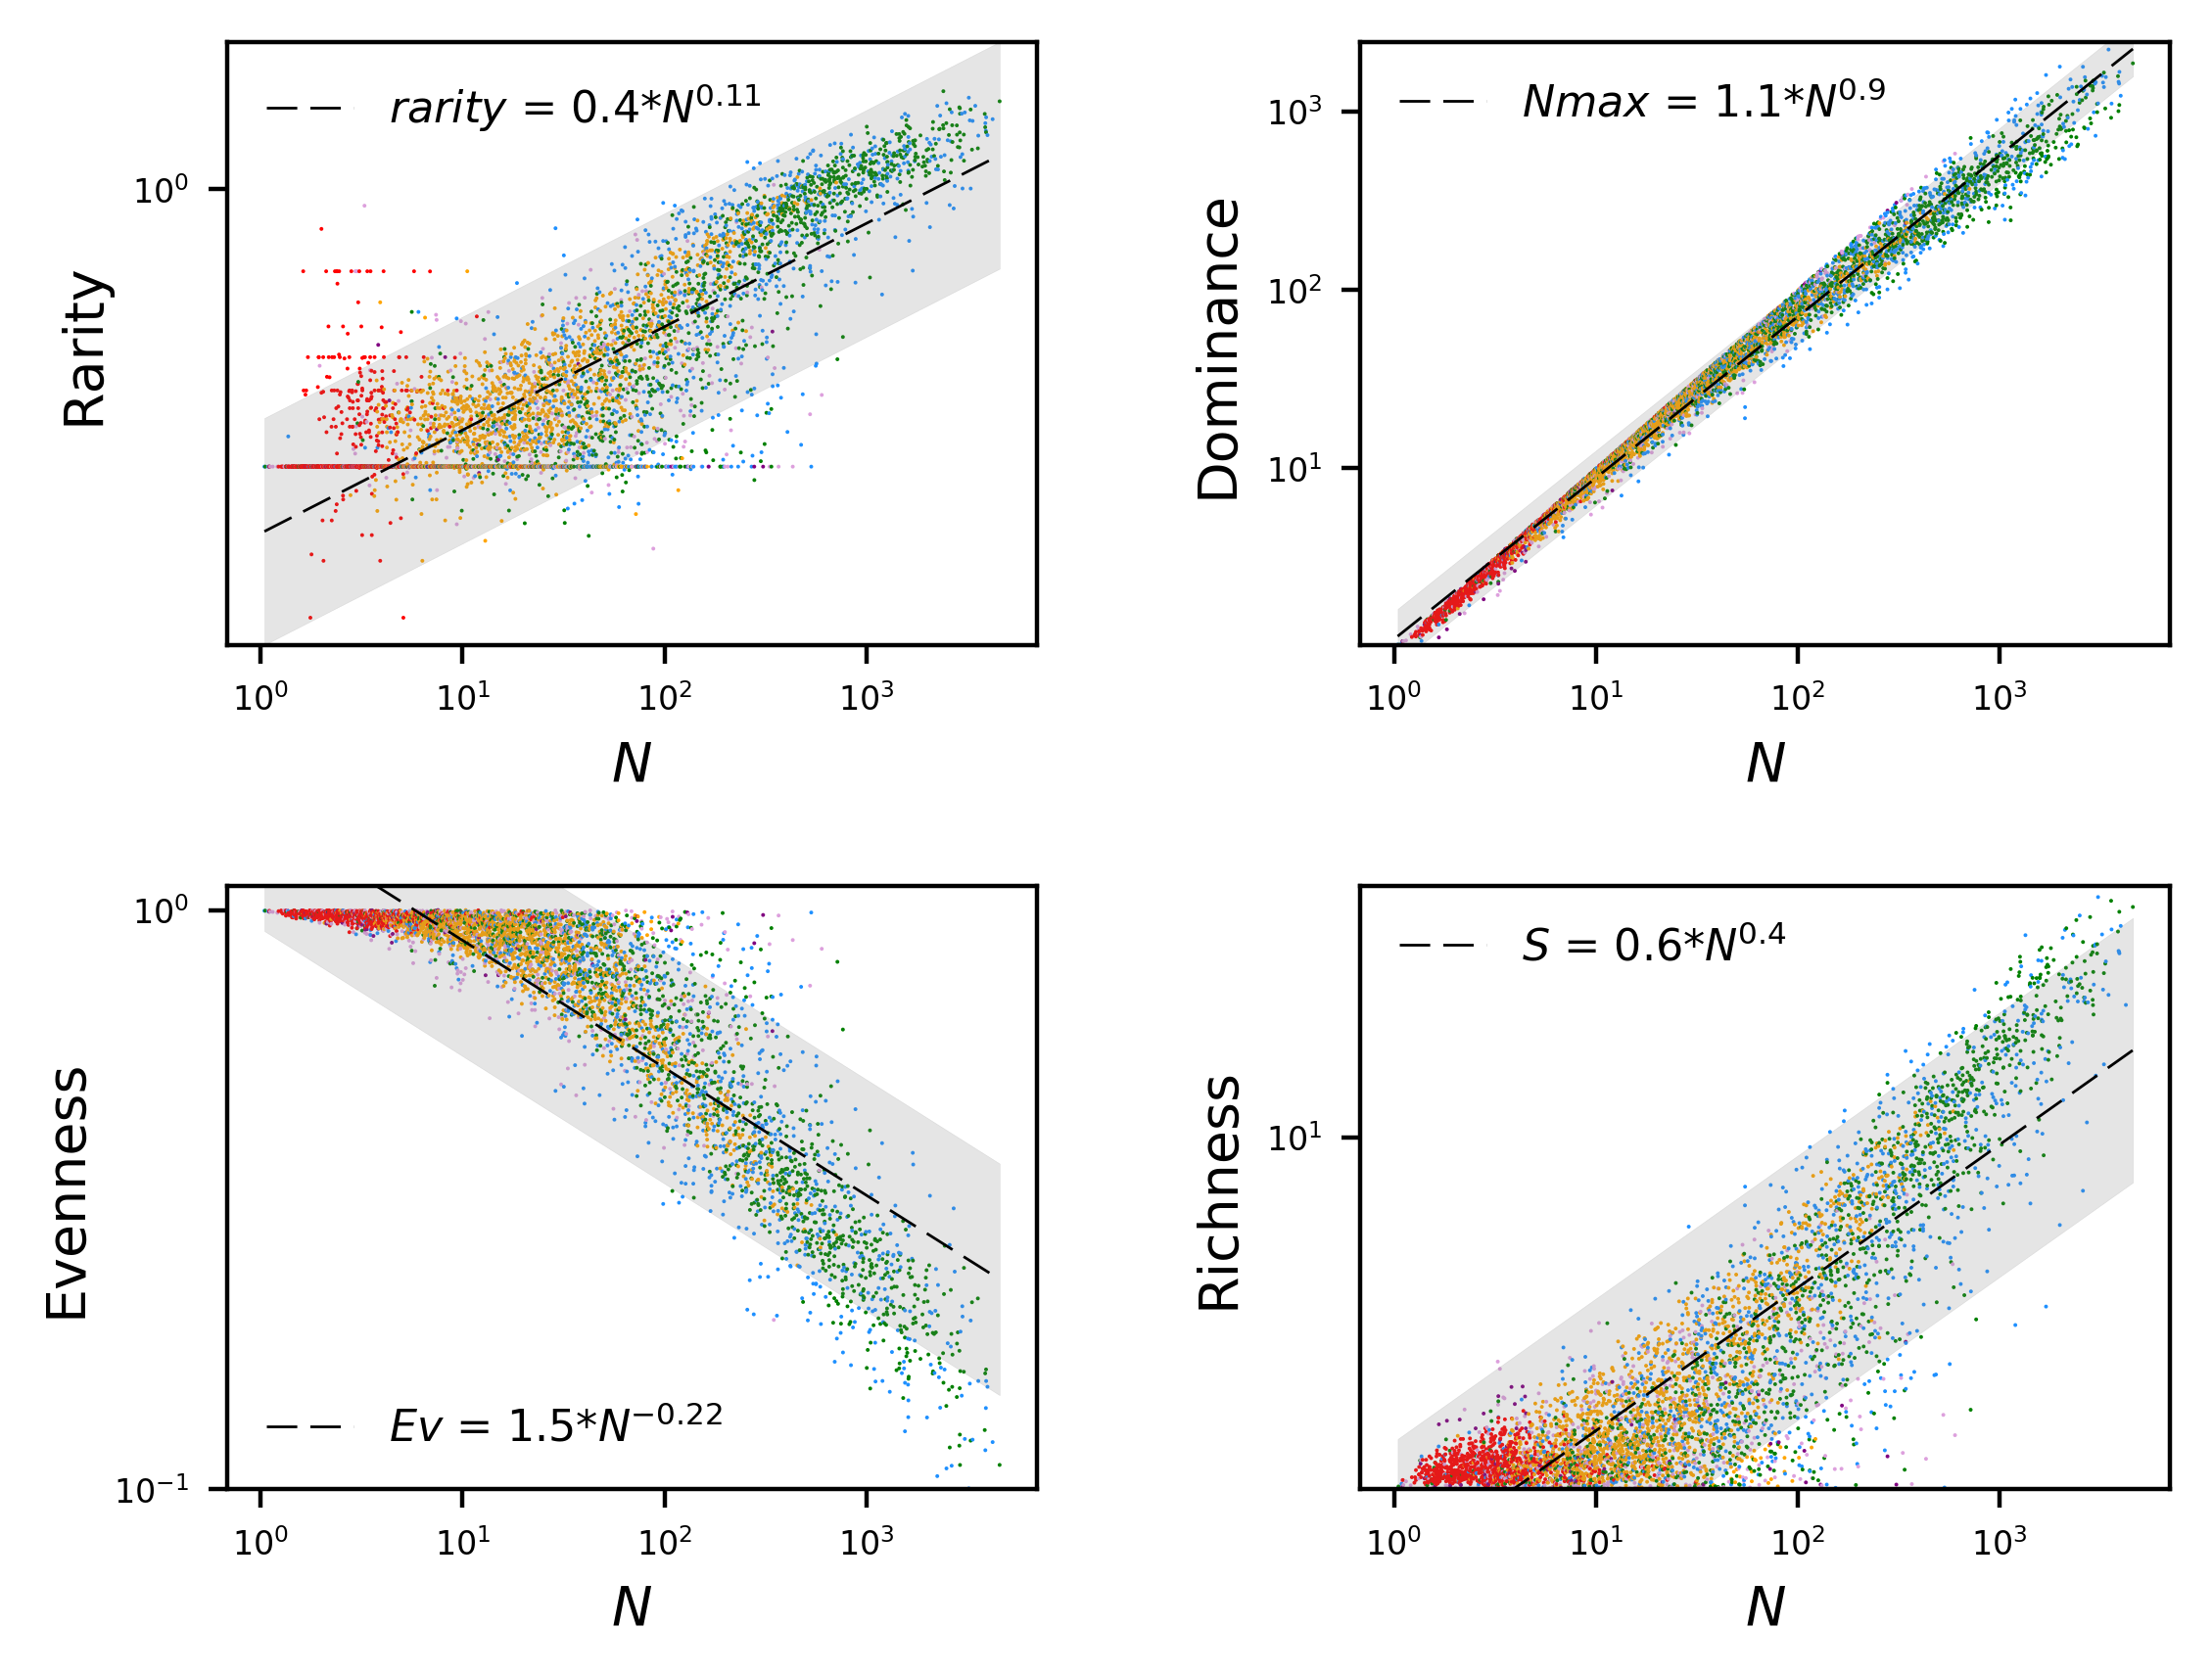 rarity = 0.4*N^0.11
10^0
Rarity
10^0 10^1 10^2 10^3
N
Nmax = 1.1*N^0.9
10^3
10^2
10^1
Dominance
10^0 10^1 10^2 10^3
N
10^0
Evenness
Ev = 1.5*N^−0.22
10^−1
10^0 10^1 10^2 10^3
N
S = 0.6*N^0.4
10^1
Richness
10^0 10^1 10^2 10^3
N